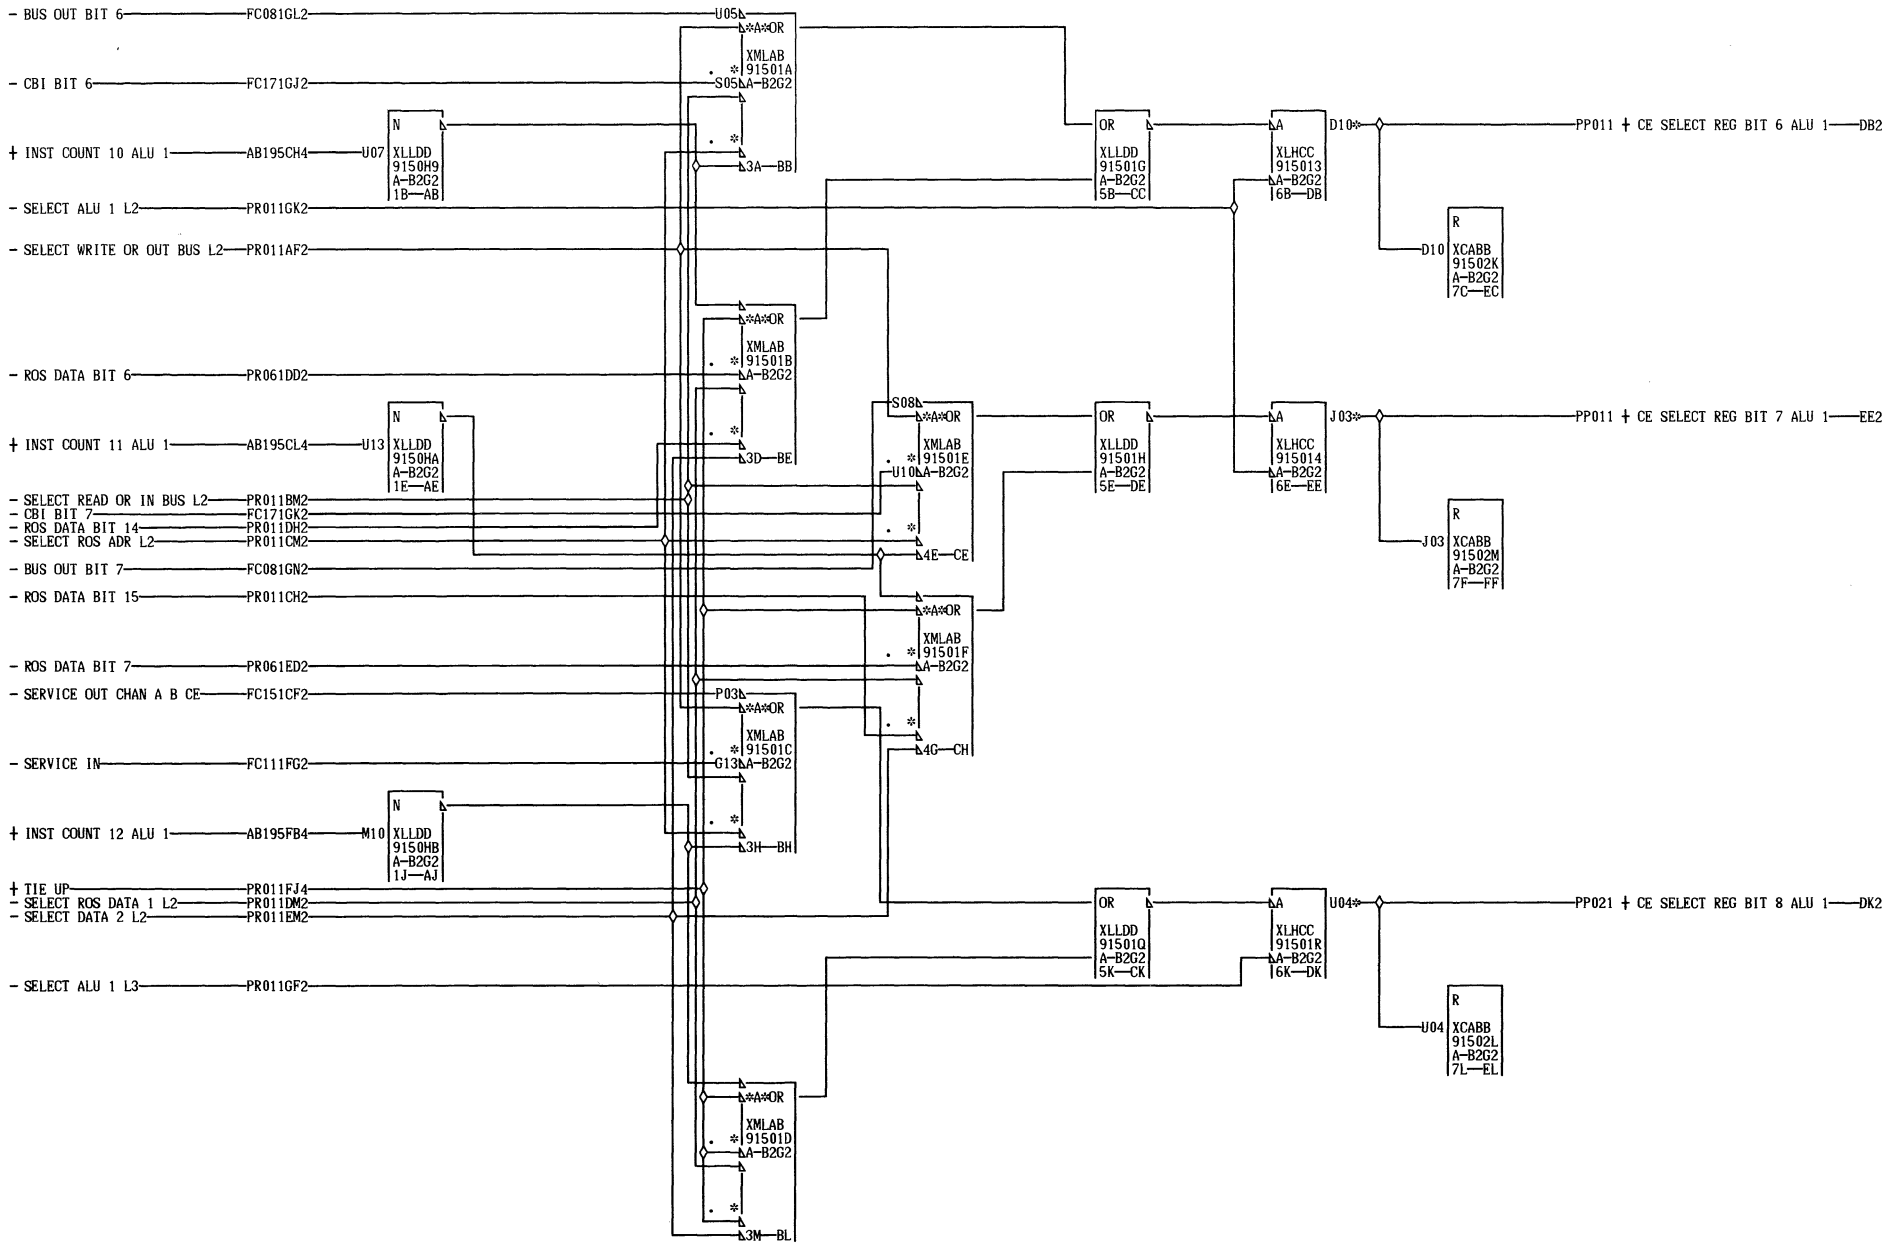 - BUS OUT BIT 6 FC081GL2 U05
*A*OR
XMLAB
* 91501A
- CBI BIT 6 FC171GJ2 S05 A-B2G2
*
3A BB
N
+ INST COUNT 10 ALU 1 AB195CH4 U07 XLLDD
9150H9
A-B2G2
1B AB
OR
XLLDD
91501G
A-B2G2
5B CC
A D10* PP011 + CE SELECT REG BIT 6 ALU 1 DB2
XLHCC
915013
A-B2G2
6B DB
- SELECT ALU 1 L2 PR011GK2
- SELECT WRITE OR OUT BUS L2 PR011AF2
R
D10 XCABB
91502K
A-B2G2
7C EC
*A*OR
XMLAB
* 91501B
- ROS DATA BIT 6 PR061DD2 A-B2G2
*
3D BE
N
+ INST COUNT 11 ALU 1 AB195CL4 U13 XLLDD
9150HA
A-B2G2
1E AE
S08
*A*OR
XMLAB
* 91501E
U10 A-B2G2
*
4E CE
OR
XLLDD
91501H
A-B2G2
5E DE
A J03* PP011 + CE SELECT REG BIT 7 ALU 1 EE2
XLHCC
915014
A-B2G2
6E EE
- SELECT READ OR IN BUS L2 PR011BM2
- CBI BIT 7 FC171GK2
- ROS DATA BIT 14 PR011DH2
- SELECT ROS ADR L2 PR011CM2
- BUS OUT BIT 7 FC081GN2
- ROS DATA BIT 15 PR011CH2
R
J03 XCABB
91502M
A-B2G2
7F FF
*A*OR
XMLAB
* 91501F
- ROS DATA BIT 7 PR061ED2 A-B2G2
*
4G CH
- SERVICE OUT CHAN A B CE FC151CF2 P03
*A*OR
XMLAB
* 91501C
- SERVICE IN FC111FG2 G13 A-B2G2
*
3H BH
N
+ INST COUNT 12 ALU 1 AB195FB4 M10 XLLDD
9150HB
A-B2G2
1J AJ
+ TIE UP PR011FJ4
- SELECT ROS DATA 1 L2 PR011DM2
- SELECT DATA 2 L2 PR011EM2
OR
XLLDD
91501Q
A-B2G2
5K CK
A U04* PP021 + CE SELECT REG BIT 8 ALU 1 DK2
XLHCC
91501R
A-B2G2
6K DK
- SELECT ALU 1 L3 PR011GF2
R
U04 XCABB
91502L
A-B2G2
7L EL
*A*OR
XMLAB
* 91501D
A-B2G2
*
3M BL